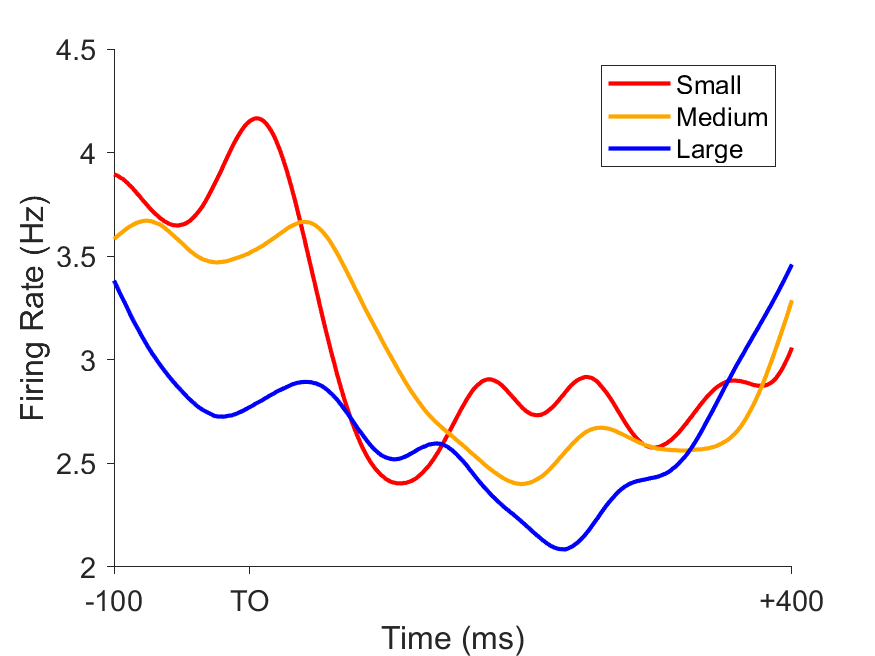 4.5
4
3.5
3
2.5
2
Firing Rate (Hz)
Small
Medium
Large
-100
TO
+400
Time (ms)